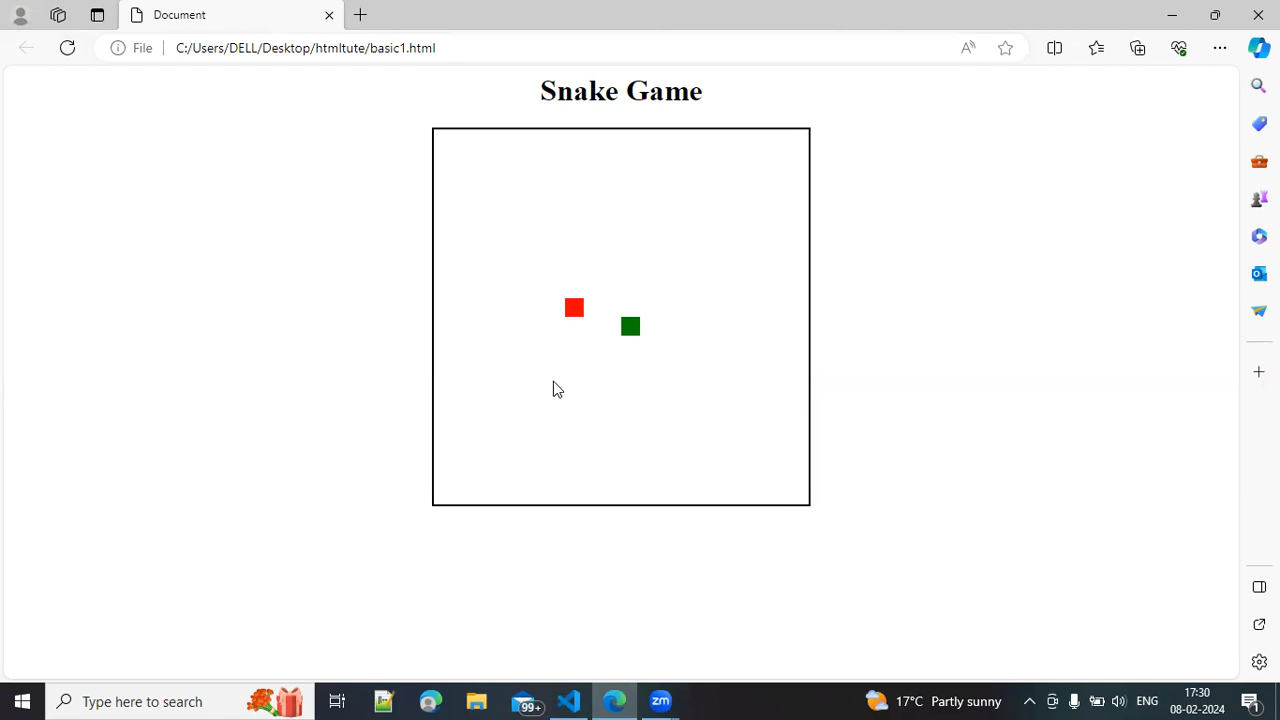 Document
File
C:/Users/DELL/Desktop/htmltute/basic1.html
Snake Game
Type here to search
99+
zm
17°C Partly sunny
ENG
17:30
08-02-2024
1